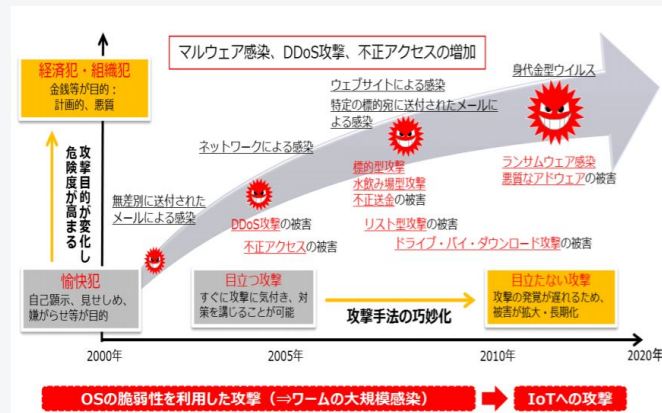 マルウェア感染、DDoS攻撃、不正アクセスの増加
経済犯・組織犯
金銭等が目的：
計画的、悪質
攻撃目的が変化し
危険度が高まる
愉快犯
自己顕示、見せしめ、
嫌がらせ等が目的
無差別に送付された
メールによる感染
ネットワークによる感染
ウェブサイトによる感染
特定の標的宛に送付されたメールに
よる感染
身代金型ウイルス
DDoS攻撃の被害
不正アクセスの被害
標的型攻撃
水飲み場型攻撃
不正送金の被害
リスト型攻撃の被害
ドライブ・バイ・ダウンロード攻撃の被害
ランサムウェア感染
悪質なアドウェアの被害
目立つ攻撃
すぐに攻撃に気付き、対
策を講じることが可能
攻撃手法の巧妙化
目立たない攻撃
攻撃の発覚が遅れるため、
被害が拡大・長期化
2000年
2005年
2010年
2020年
OSの脆弱性を利用した攻撃（⇒ワームの大規模感染）
IoTへの攻撃